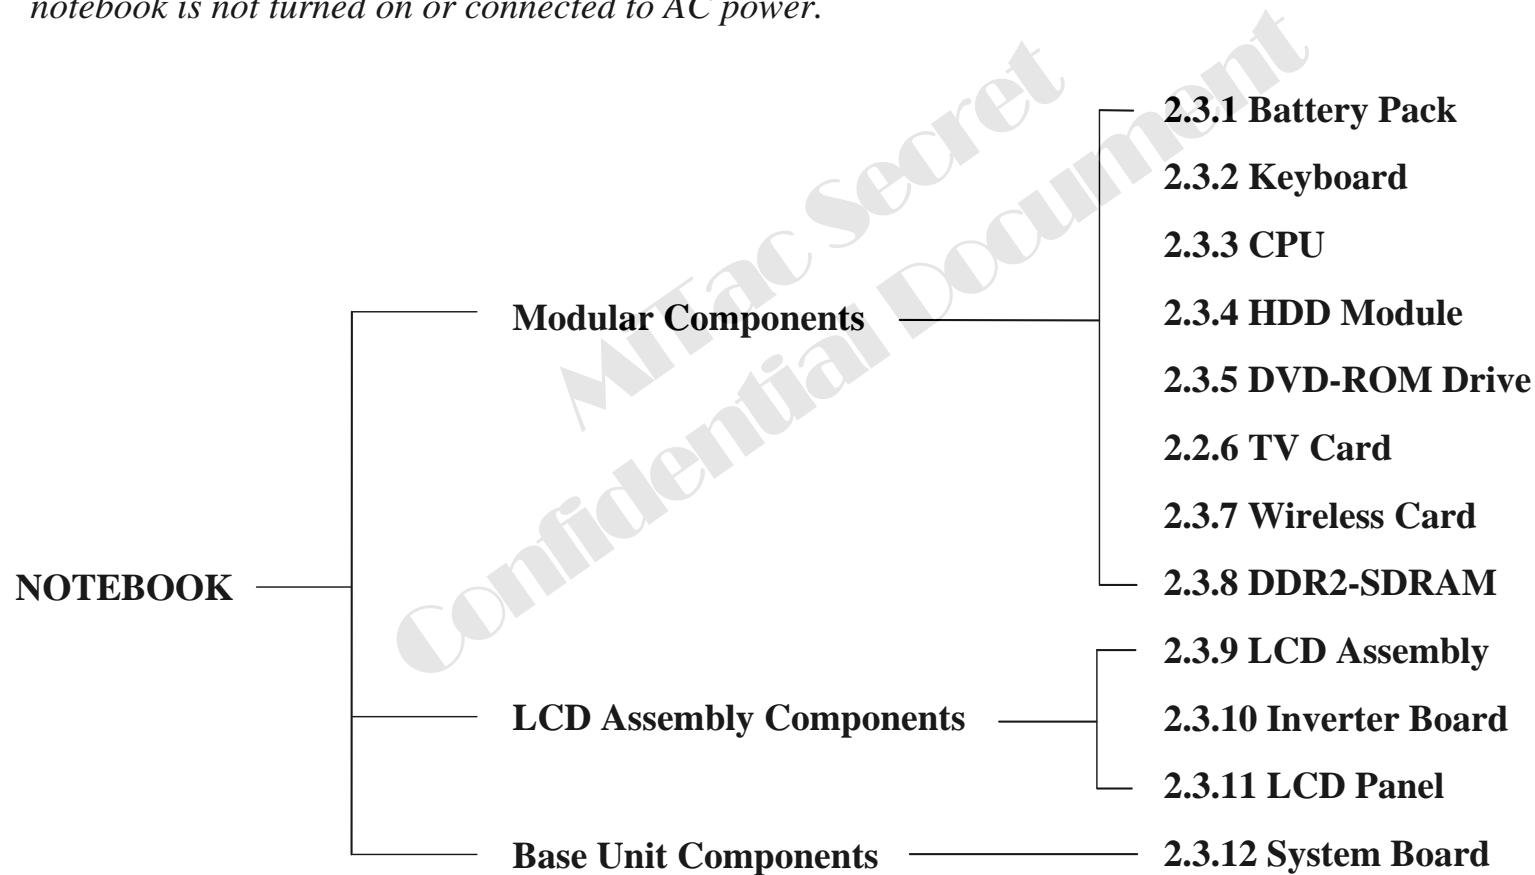 notebook is not turned on or connected to AC power.
2.3.1 Battery Pack
2.3.2 Keyboard
2.3.3 CPU
Modular Components
2.3.4 HDD Module
2.3.5 DVD-ROM Drive
2.2.6 TV Card
2.3.7 Wireless Card
NOTEBOOK
2.3.8 DDR2-SDRAM
2.3.9 LCD Assembly
LCD Assembly Components
2.3.10 Inverter Board
2.3.11 LCD Panel
Base Unit Components
2.3.12 System Board
MiTac Secret
Confidential Document